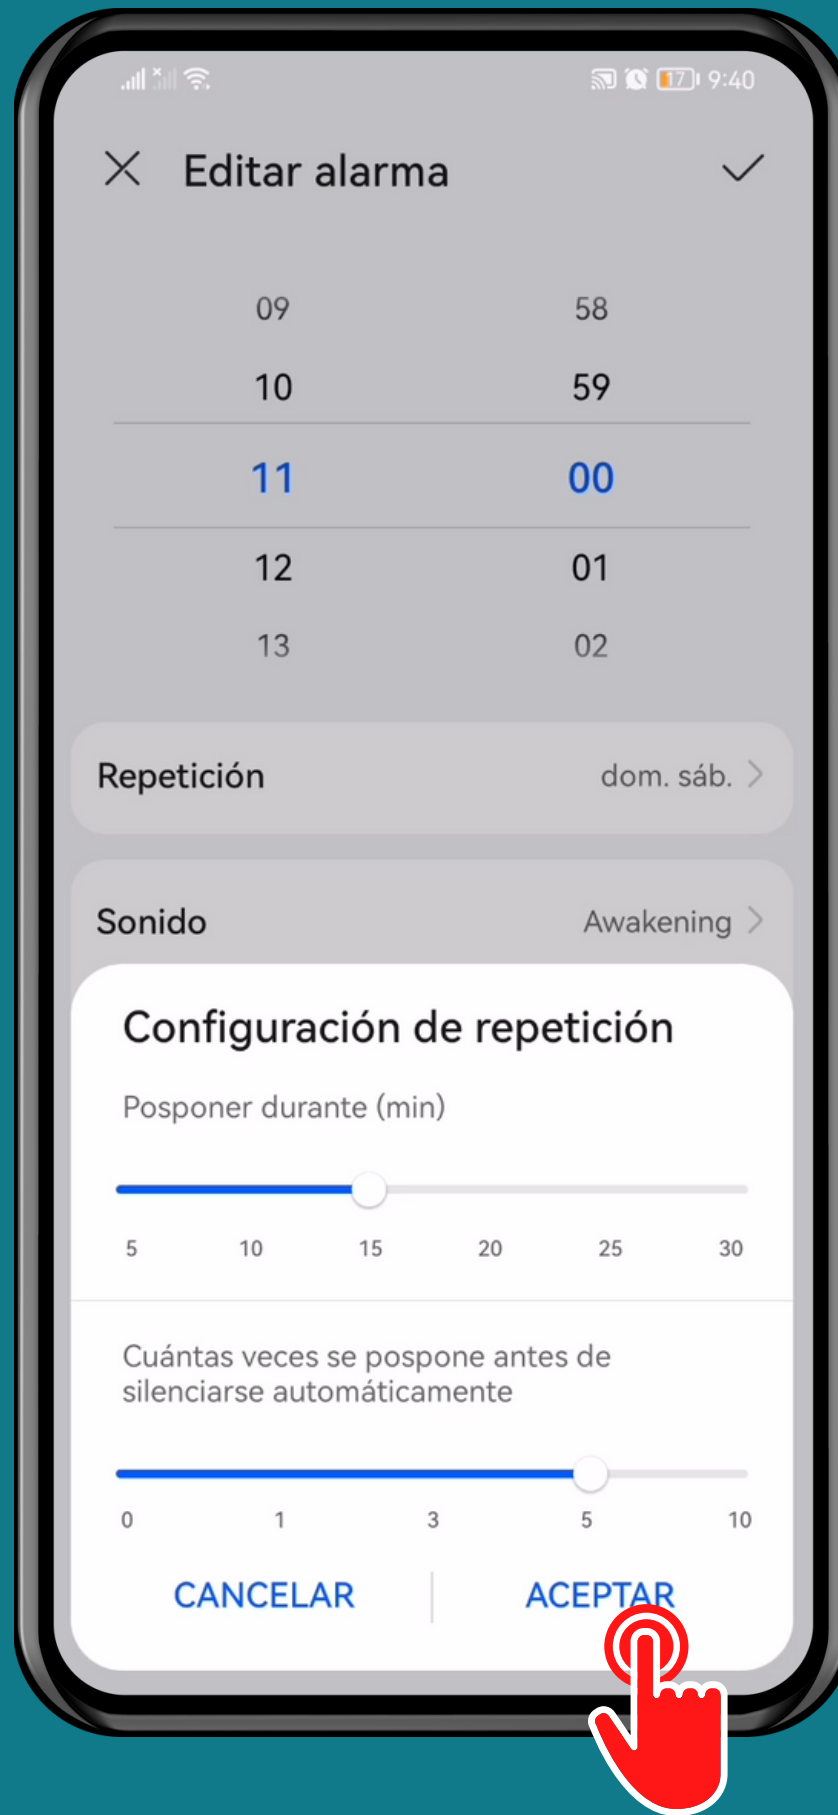 17 9:40
Editar alarma
09 58
10 59
11 00
12 01
13 02
Repetición dom. sáb.
Sonido Awakening
Configuración de repetición
Posponer durante (min)
5 10 15 20 25 30
Cuántas veces se pospone antes de
silenciarse automáticamente
0 1 3 5 10
CANCELAR ACEPTAR